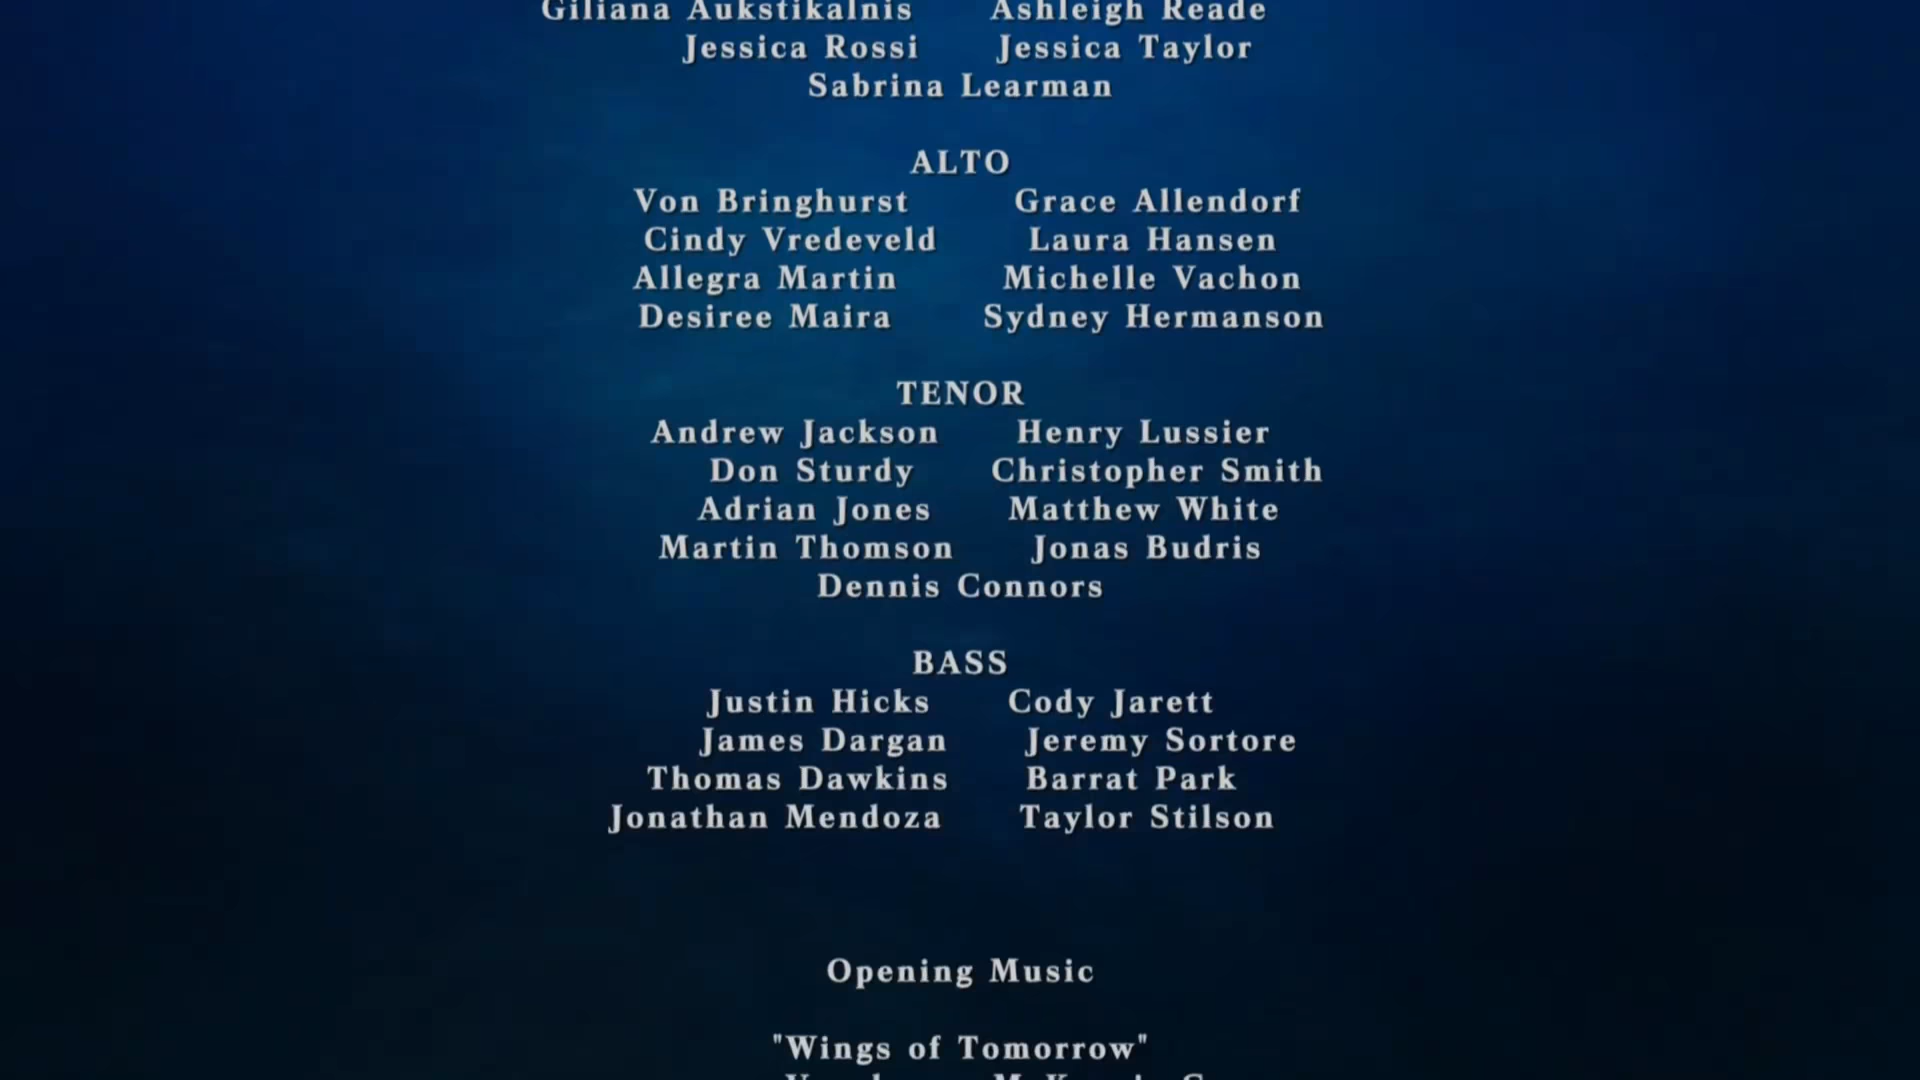 Giliana Aukstikalnis Ashleigh Reade
Jessica Rossi Jessica Taylor
Sabrina Learman
ALTO
Von Bringhurst Grace Allendorf
Cindy Vredeveld Laura Hansen
Allegra Martin Michelle Vachon
Desiree Maira Sydney Hermanson
TENOR
Andrew Jackson Henry Lussier
Don Sturdy Christopher Smith
Adrian Jones Matthew White
Martin Thomson Jonas Budris
Dennis Connors
BASS
Justin Hicks Cody Jarett
James Dargan Jeremy Sortore
Thomas Dawkins Barrat Park
Jonathan Mendoza Taylor Stilson
Opening Music
"Wings of Tomorrow"